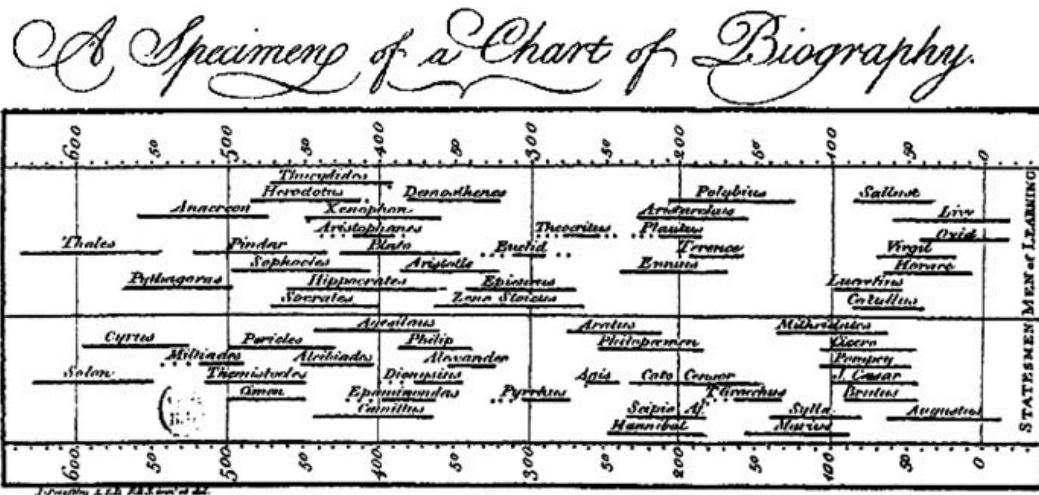 A Specimen of a Chart of Biography.
600 50 500 50 400 50 300 50 200 50 100 50 0
Thucydides
Herodotus Demosthenes Polybius Sallust
Anacreon Xenophon Aristarchus Livy
Aristophanes Theocritus Plautus Ovid
Thales Pindar Plato Euclid Terence Virgil
Sophocles Aristotle Ennius Horace
Pythagoras Hippocrates Epicurus Lucretius
Socrates Zeno Stoicus Catullus
MEN of LEARNING
Agesilaus Aratus Mithridates
Cyrus Pericles Philip Philopœmen Cicero
Miltiades Alcibiades Alexander Pompey
Solon Themistocles Dionysius Agis Cato Censor J. Cæsar
Cimon Epaminondas Pyrrhus T Gracchus Brutus
Camillus Scipio Af. Sylla Augustus
Hannibal Marius
STATESMEN
600 50 500 50 400 50 300 50 200 50 100 50 0